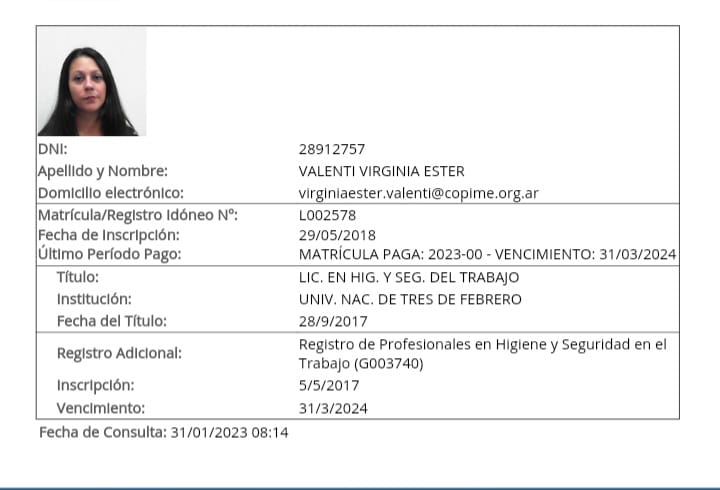 DNI: 28912757
Apellido y Nombre: VALENTI VIRGINIA ESTER
Domicilio electrónico: virginiaester.valenti@copime.org.ar
Matrícula/Registro Idóneo Nº: L002578
Fecha de Inscripción: 29/05/2018
Último Período Pago: MATRÍCULA PAGA: 2023-00 - VENCIMIENTO: 31/03/2024
Título: LIC. EN HIG. Y SEG. DEL TRABAJO
Institución: UNIV. NAC. DE TRES DE FEBRERO
Fecha del Título: 28/9/2017
Registro Adicional: Registro de Profesionales en Higiene y Seguridad en el
Trabajo (G003740)
Inscripción: 5/5/2017
Vencimiento: 31/3/2024
Fecha de Consulta: 31/01/2023 08:14